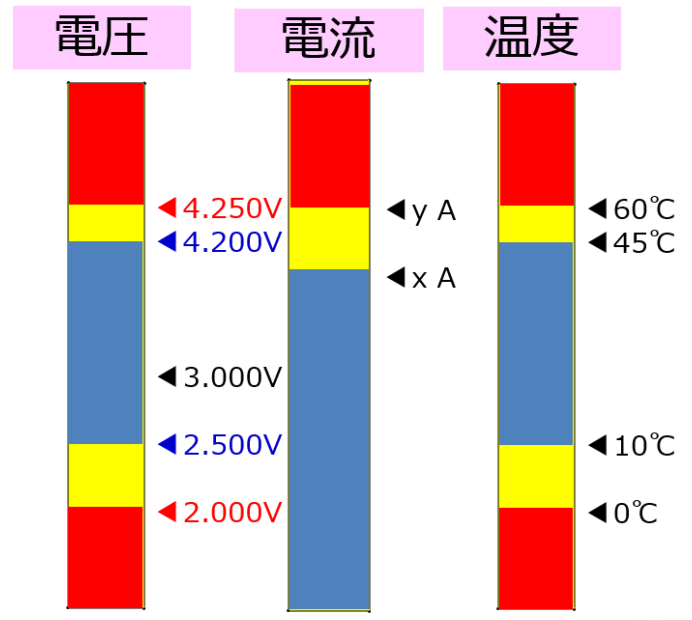 電圧
電流
温度
◀4.250V
◀4.200V
◀3.000V
◀2.500V
◀2.000V
◀y A
◀x A
◀60℃
◀45℃
◀10℃
◀0℃